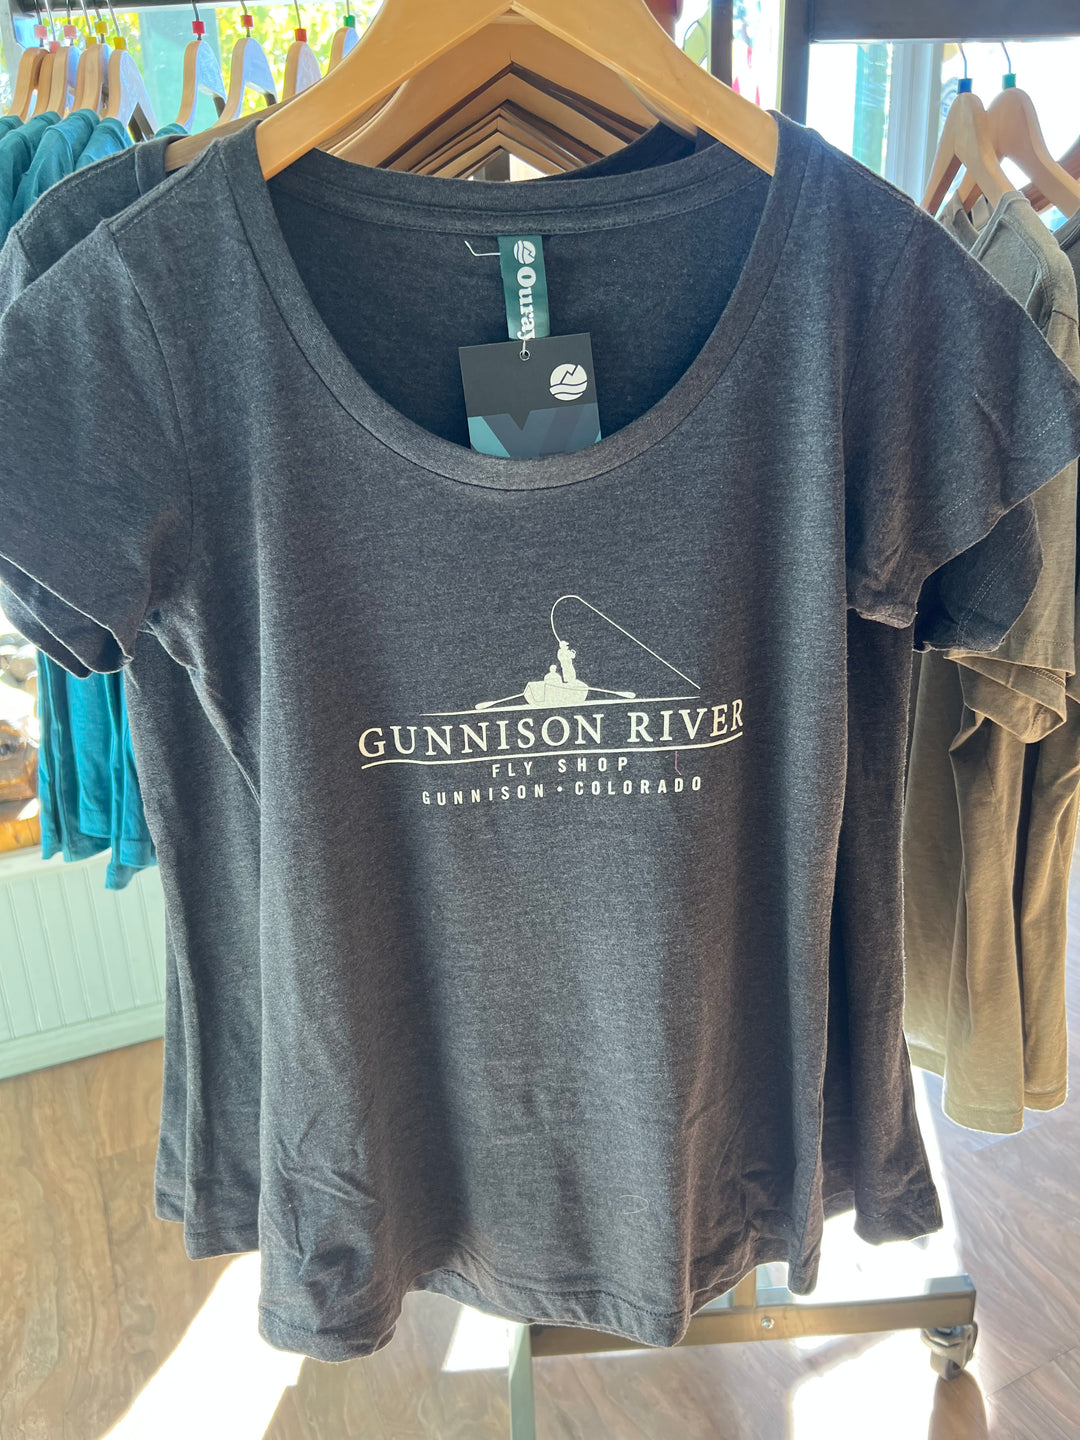 Ouray
GUNNISON RIVER
FLY SHOP
GUNNISON • COLORADO